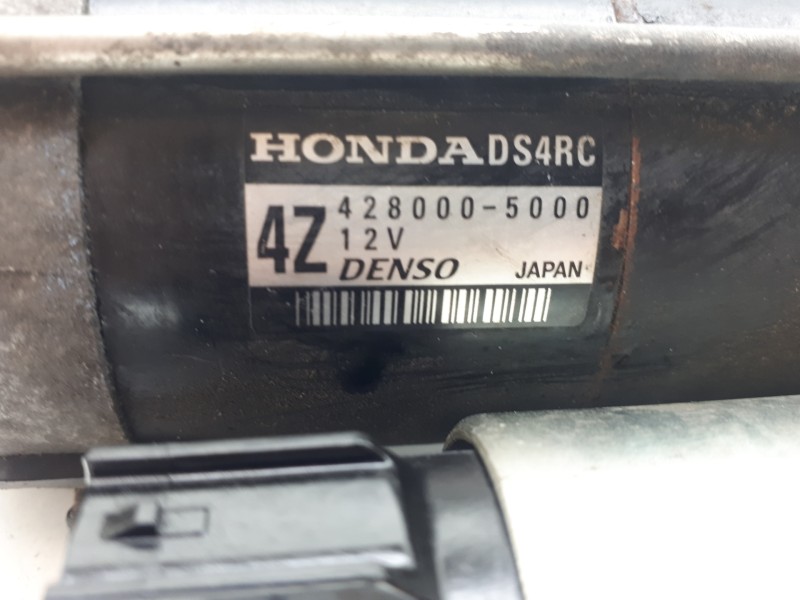 HONDA DS4RC
4Z 428000-5000
12V
DENSO JAPAN